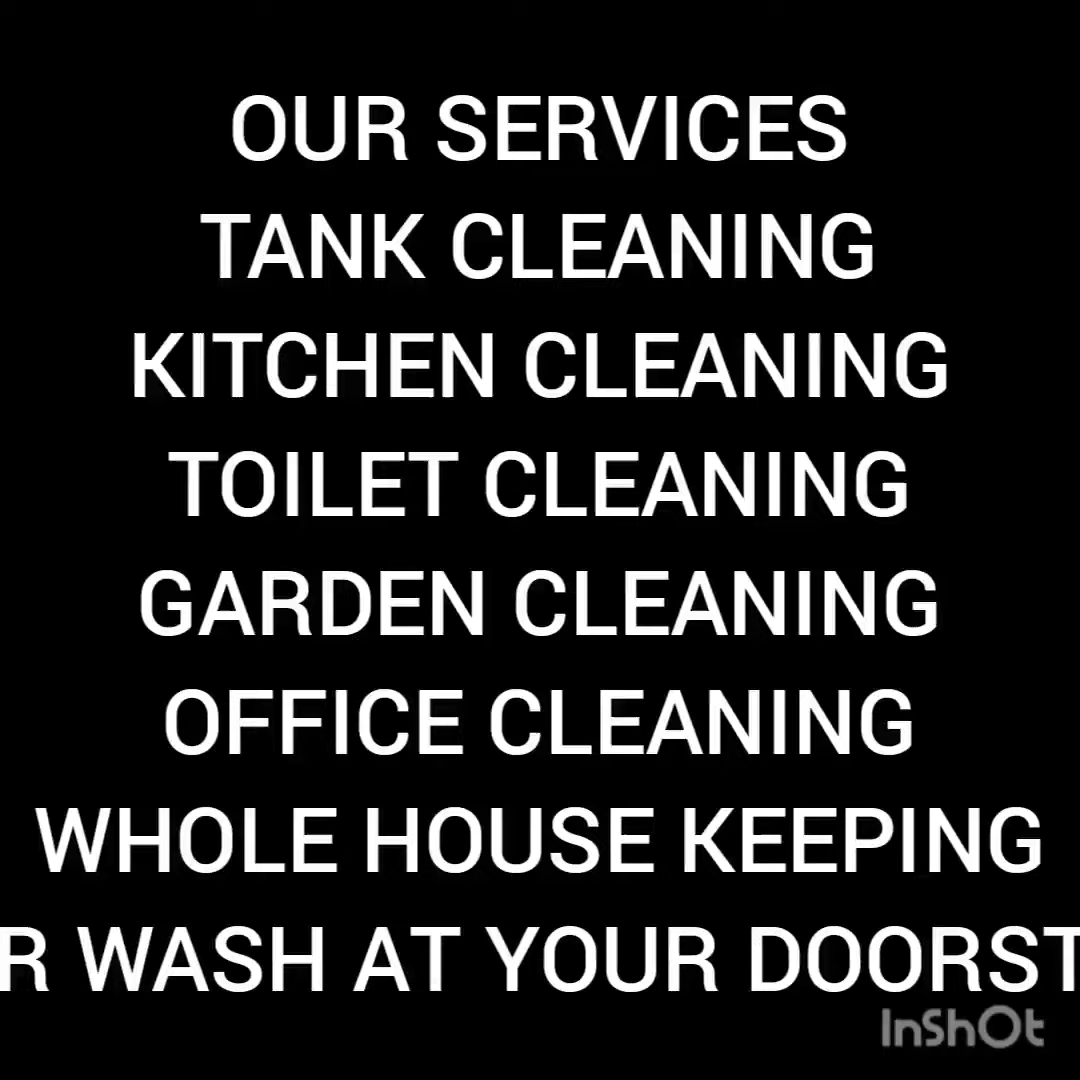 OUR SERVICES
TANK CLEANING
KITCHEN CLEANING
TOILET CLEANING
GARDEN CLEANING
OFFICE CLEANING
WHOLE HOUSE KEEPING
R WASH AT YOUR DOORST
InShOt